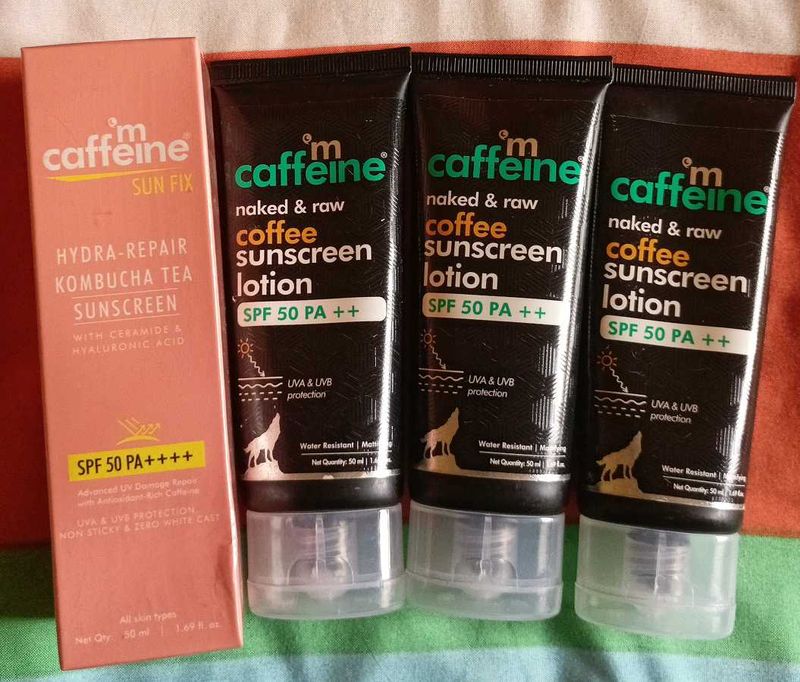 m
caffeine®
SUN FIX
HYDRA-REPAIR
KOMBUCHA TEA
SUNSCREEN
WITH CERAMIDE &
HYALURONIC ACID
SPF 50 PA++++
Advanced UV Damage Repair
with Antioxidant-Rich Caffeine
UVA & UVB PROTECTION,
NON STICKY & ZERO WHITE CAST
All skin types
Net Qty. 50 ml | 1.69 fl. oz.
m
caffeine®
naked & raw
coffee
sunscreen
lotion
SPF 50 PA ++
UVA & UVB
protection
Water Resistant |
Net Quantity: 50 ml |
m
caffeine
naked & raw
coffee
sunscreen
lotion
SPF 50 PA ++
UVA & UVB
protection
Water Resistant | Mattifying
Net Quantity: 50 ml | 1.69 fl. oz.
m
caffeine®
naked & raw
coffee
sunscreen
lotion
SPF 50 PA ++
UVA & UVB
protection
Water Resistant |
Net Quantity: 50 ml | 1.69 fl. oz.